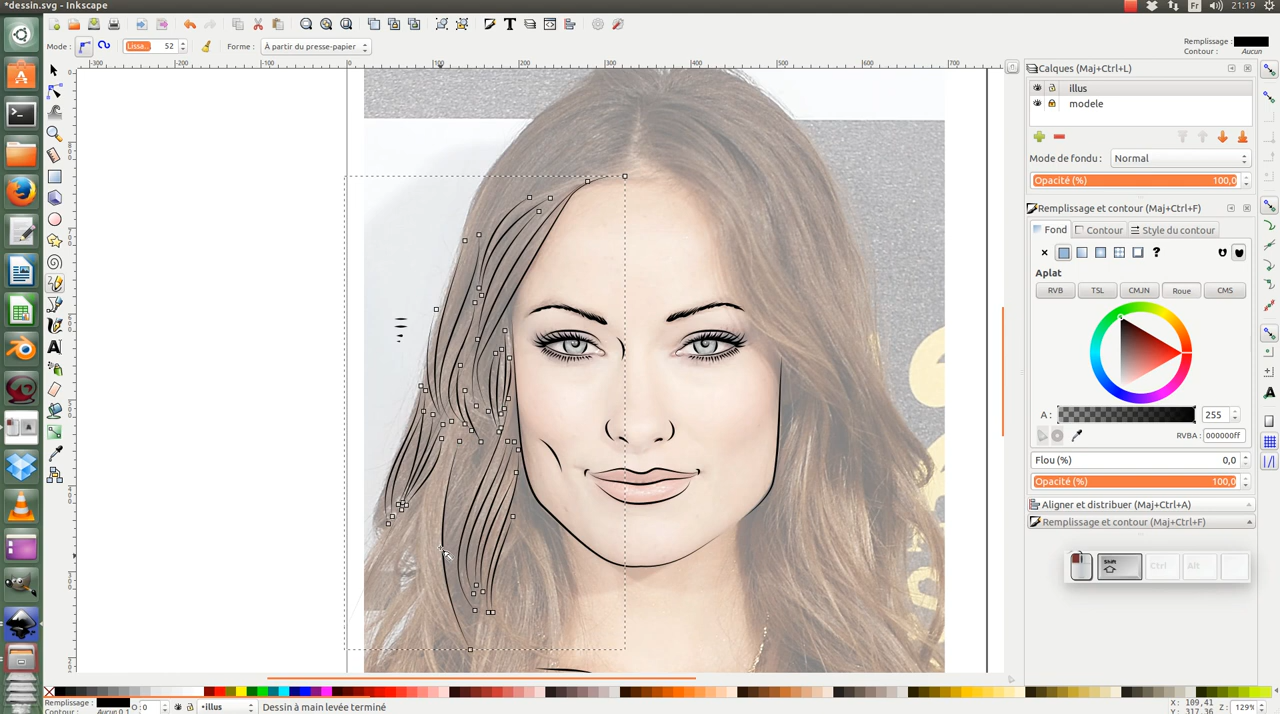 *dessin.svg - Inkscape
Fr 21:19
Mode : Lissa.. 52 Forme : À partir du presse-papier
Remplissage :
Contour : Aucun
-300 -200 -100 0 100 200 300 400 500 600 700
Calques (Maj+Ctrl+L)
illus
modele
Mode de fondu : Normal
Opacité (%) 100,0
Remplissage et contour (Maj+Ctrl+F)
Fond Contour Style du contour
Aplat
RVB TSL CMJN Roue CMS
A : 255
RVBA : 000000ff
Flou (%) 0,0
Opacité (%) 100,0
Aligner et distribuer (Maj+Ctrl+A)
Remplissage et contour (Maj+Ctrl+F)
Shift Ctrl Alt
Remplissage :
Contour : Aucun 0,1
O: 0 •illus Dessin à main levée terminé
X: 109,41
Y: 317,36
Z: 129%